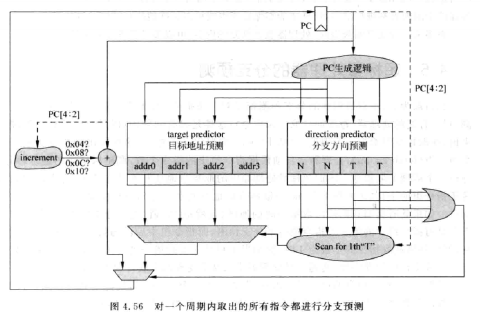 PC
PC生成逻辑
PC[4:2]
PC[4:2]
target predictor
目标地址预测
direction predictor
分支方向预测
increment
0x04?
0x08?
0x0C?
0x10?
+
addr0 addr1 addr2 addr3
N N T T
Scan for 1th"T"
图 4.56 对一个周期内取出的所有指令都进行分支预测